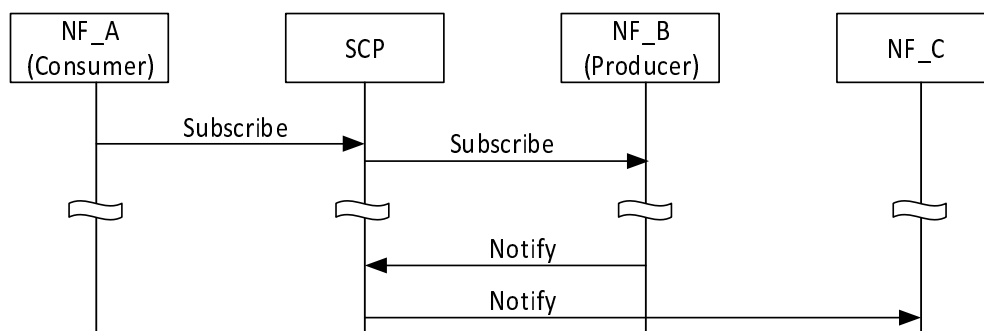 NF_A
(Consumer)
SCP
NF_B
(Producer)
NF_C
Subscribe
Subscribe
Notify
Notify